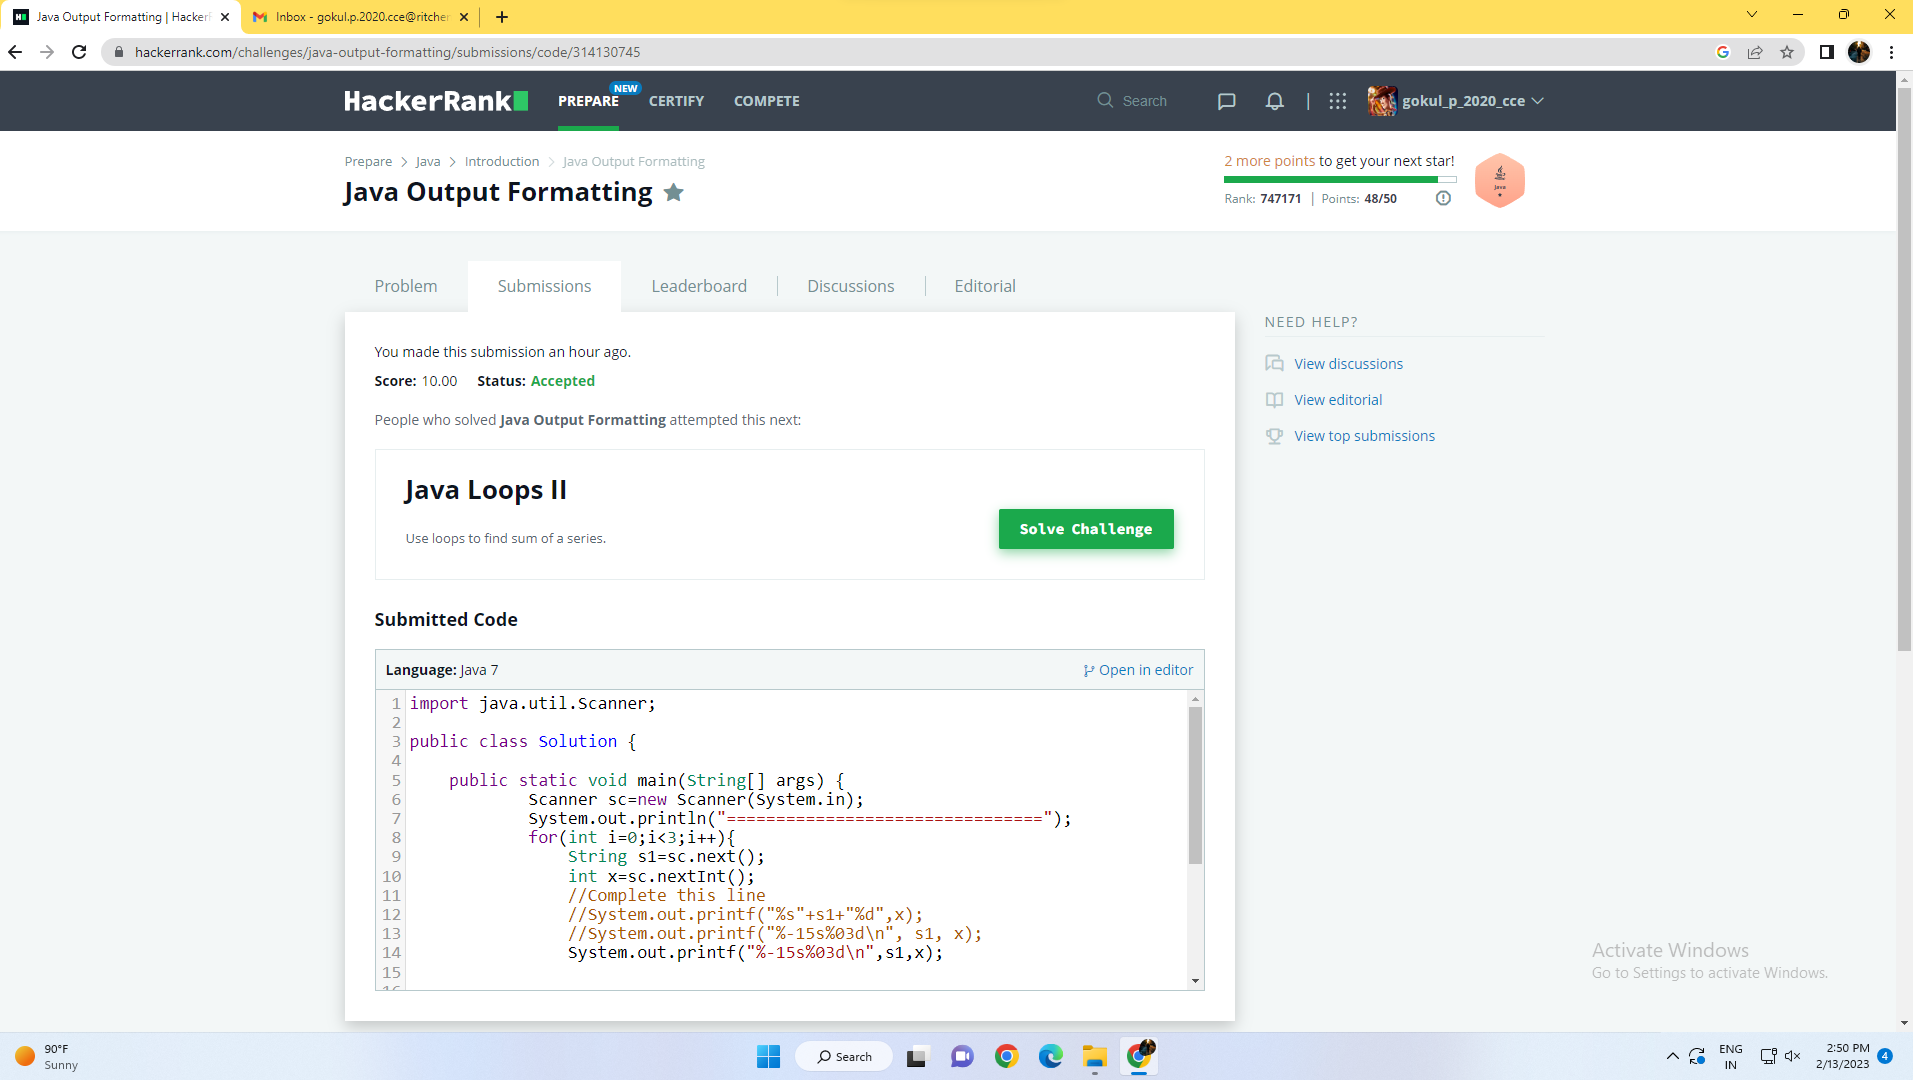 Java Output Formatting | Hacker
Inbox - gokul.p.2020.cce@ritcher
hackerrank.com/challenges/java-output-formatting/submissions/code/314130745
HackerRank
PREPARE
NEW
CERTIFY
COMPETE
Search
gokul_p_2020_cce
Prepare > Java > Introduction > Java Output Formatting
Java Output Formatting
2 more points to get your next star!
Rank: 747171 | Points: 48/50
Java
Problem
Submissions
Leaderboard
Discussions
Editorial
You made this submission an hour ago.
Score: 10.00 Status: Accepted
People who solved Java Output Formatting attempted this next:
Java Loops II
Use loops to find sum of a series.
Solve Challenge
NEED HELP?
View discussions
View editorial
View top submissions
Submitted Code
Language: Java 7
Open in editor
1 import java.util.Scanner;
2
3 public class Solution {
4
5     public static void main(String[] args) {
6             Scanner sc=new Scanner(System.in);
7             System.out.println("================================");
8             for(int i=0;i<3;i++){
9                 String s1=sc.next();
10                 int x=sc.nextInt();
11                 //Complete this line
12                 //System.out.printf("%s"+s1+"%d",x);
13                 //System.out.printf("%-15s%03d\n", s1, x);
14                 System.out.printf("%-15s%03d\n",s1,x);
15
Activate Windows
Go to Settings to activate Windows.
90°F
Sunny
Search
ENG
IN
2:50 PM
2/13/2023
4